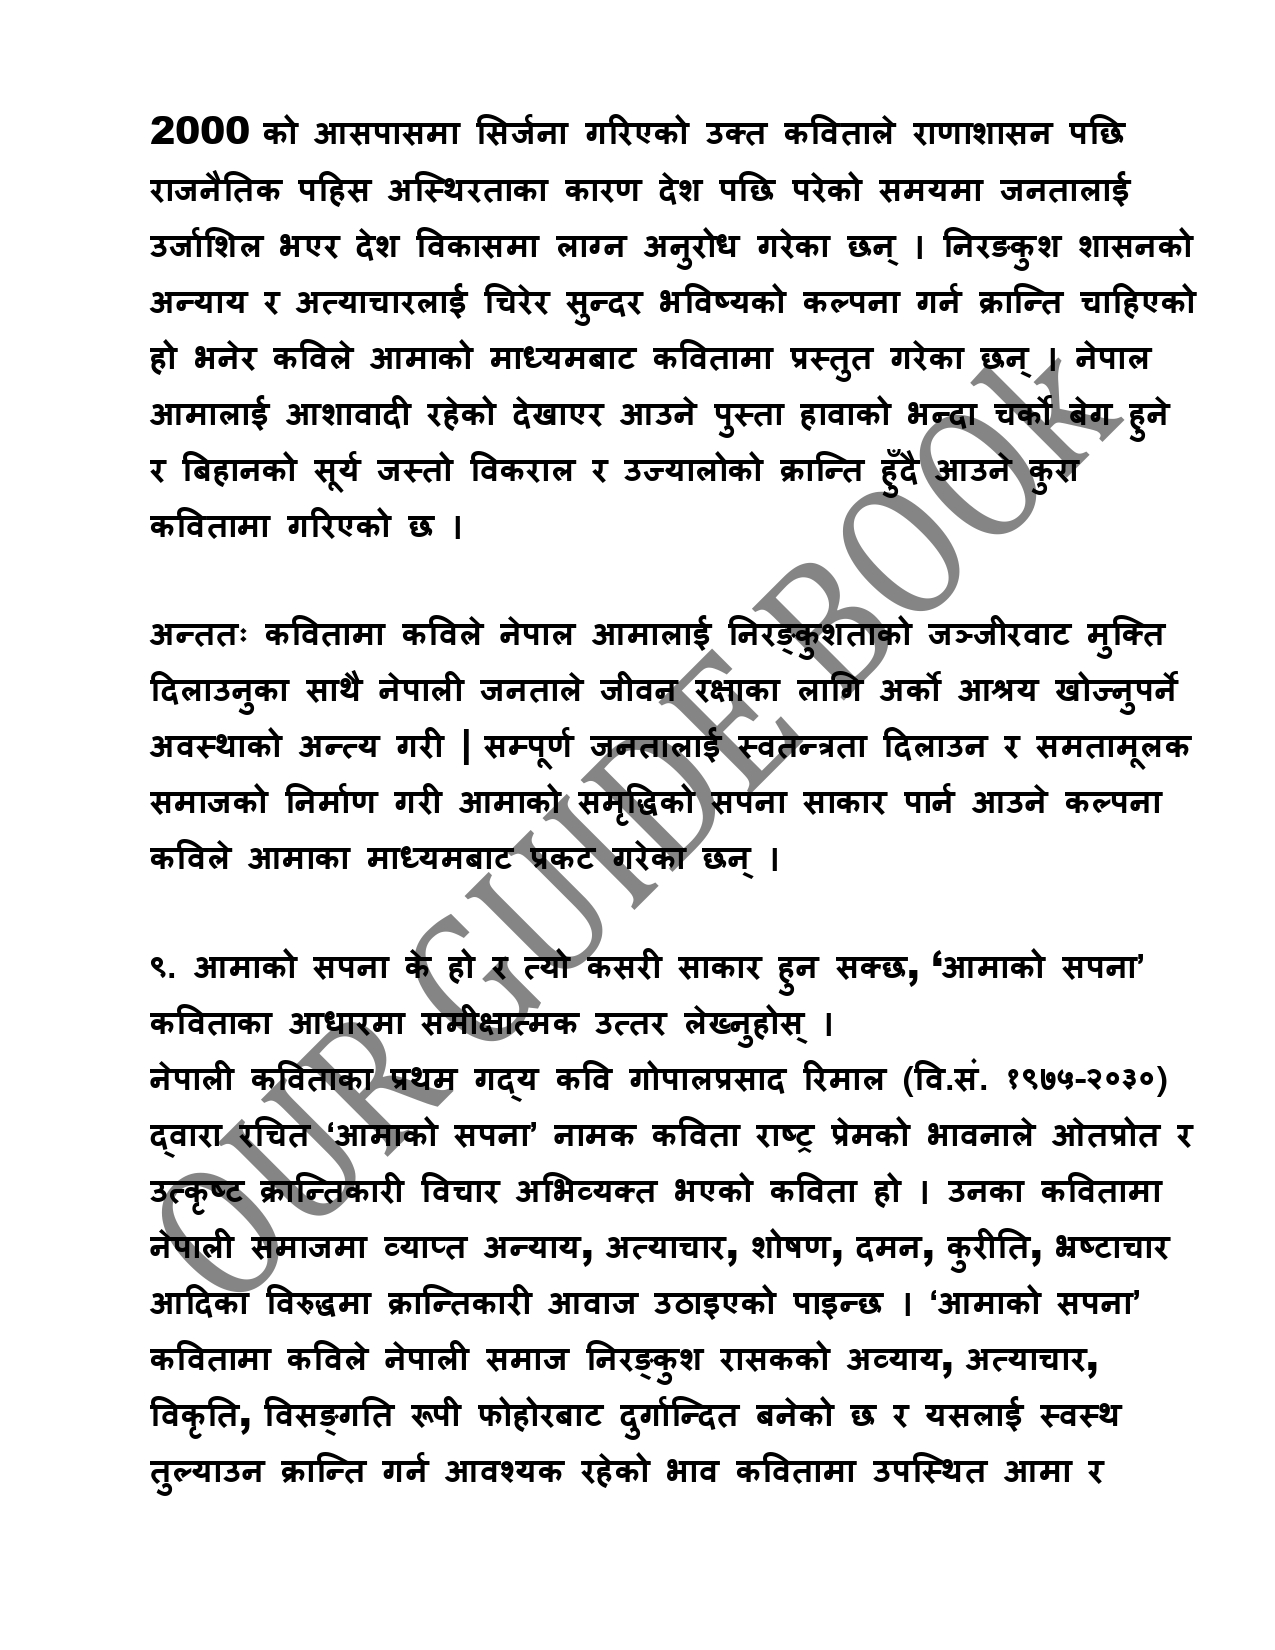 2000 को आसपासमा सिर्जना गरिएको उक्त कविताले राणाशासन पछि
राजनैतिक पहिस अस्थिरताका कारण देश पछि परेको समयमा जनतालाई
उर्जाशिल भएर देश विकासमा लाग्न अनुरोध गरेका छन् । निरङकुश शासनको
अन्याय र अत्याचारलाई चिरेर सुन्दर भविष्यको कल्पना गर्न क्रान्ति चाहिएको
हो भनेर कविले आमाको माध्यमबाट कवितामा प्रस्तुत गरेका छन् । नेपाल
आमालाई आशावादी रहेको देखाएर आउने पुस्ता हावाको भन्दा चर्को बेग हुने
र बिहानको सूर्य जस्तो विकराल र उज्यालोको क्रान्ति हुँदै आउने कुरा
कवितामा गरिएको छ ।
अन्ततः कवितामा कविले नेपाल आमालाई निरङ्कुशताको जञ्जीरवाट मुक्ति
दिलाउनुका साथै नेपाली जनताले जीवन रक्षाका लागि अर्को आश्रय खोज्नुपर्ने
अवस्थाको अन्त्य गरी | सम्पूर्ण जनतालाई स्वतन्त्रता दिलाउन र समतामूलक
समाजको निर्माण गरी आमाको समृद्धिको सपना साकार पार्न आउने कल्पना
कविले आमाका माध्यमबाट प्रकट गरेका छन् ।
९. आमाको सपना के हो र त्यो कसरी साकार हुन सक्छ, ‘आमाको सपना’
कविताका आधारमा समीक्षात्मक उत्तर लेख्नुहोस् ।
नेपाली कविताका प्रथम गद्य कवि गोपालप्रसाद रिमाल (वि.सं. १९७५-२०३०)
द्वारा रचित ‘आमाको सपना’ नामक कविता राष्ट्र प्रेमको भावनाले ओतप्रोत र
उत्कृष्ट क्रान्तिकारी विचार अभिव्यक्त भएको कविता हो । उनका कवितामा
नेपाली समाजमा व्याप्त अन्याय, अत्याचार, शोषण, दमन, कुरीति, भ्रष्टाचार
आदिका विरुद्धमा क्रान्तिकारी आवाज उठाइएको पाइन्छ । ‘आमाको सपना’
कवितामा कविले नेपाली समाज निरङ्कुश रासकको अव्याय, अत्याचार,
विकृति, विसङ्गति रूपी फोहोरबाट दुर्गान्दित बनेको छ र यसलाई स्वस्थ
तुल्याउन क्रान्ति गर्न आवश्यक रहेको भाव कवितामा उपस्थित आमा र
OUR GUIDE BOOk